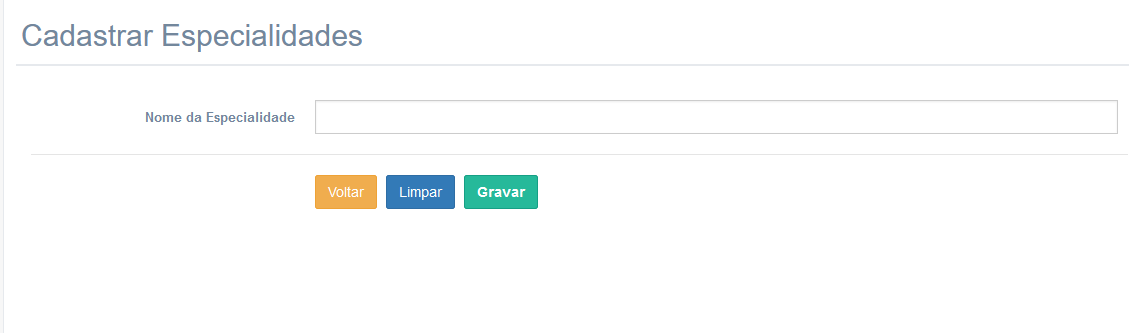 Cadastrar Especialidades
Nome da Especialidade
Voltar Limpar Gravar